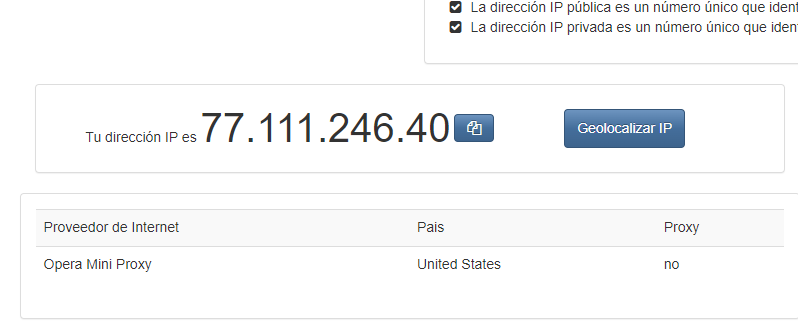 La dirección IP pública es un número único que
La dirección IP privada es un número único que
Tu dirección IP es 77.111.246.40
Geolocalizar IP
Proveedor de Internet Pais Proxy
Opera Mini Proxy United States no